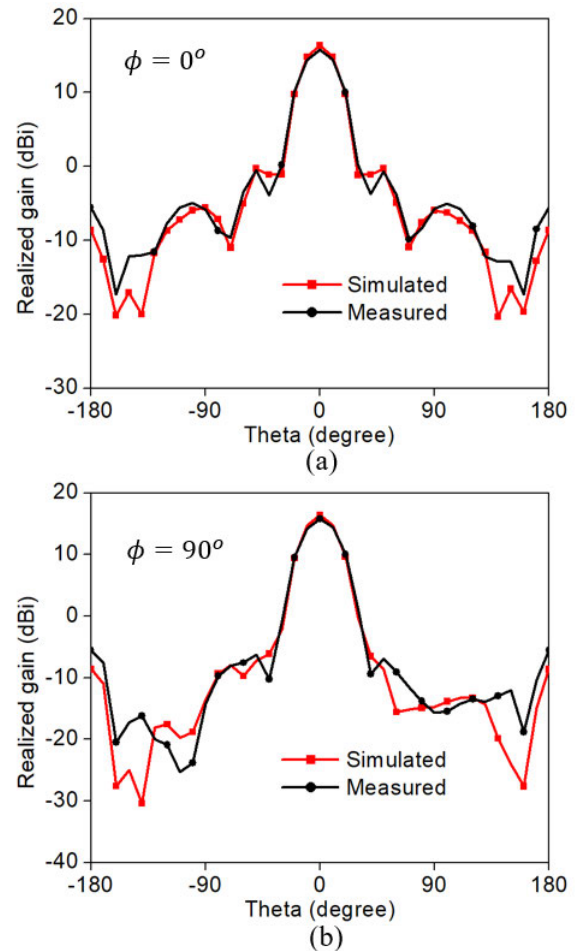 20
10
0
-10
-20
-30
-180 -90 0 90 180
Realized gain (dBi)
ϕ = 0°
Simulated
Measured
Theta (degree)
(a)
20
10
0
-10
-20
-30
-40
-180 -90 0 90 180
Realized gain (dBi)
ϕ = 90°
Simulated
Measured
Theta (degree)
(b)